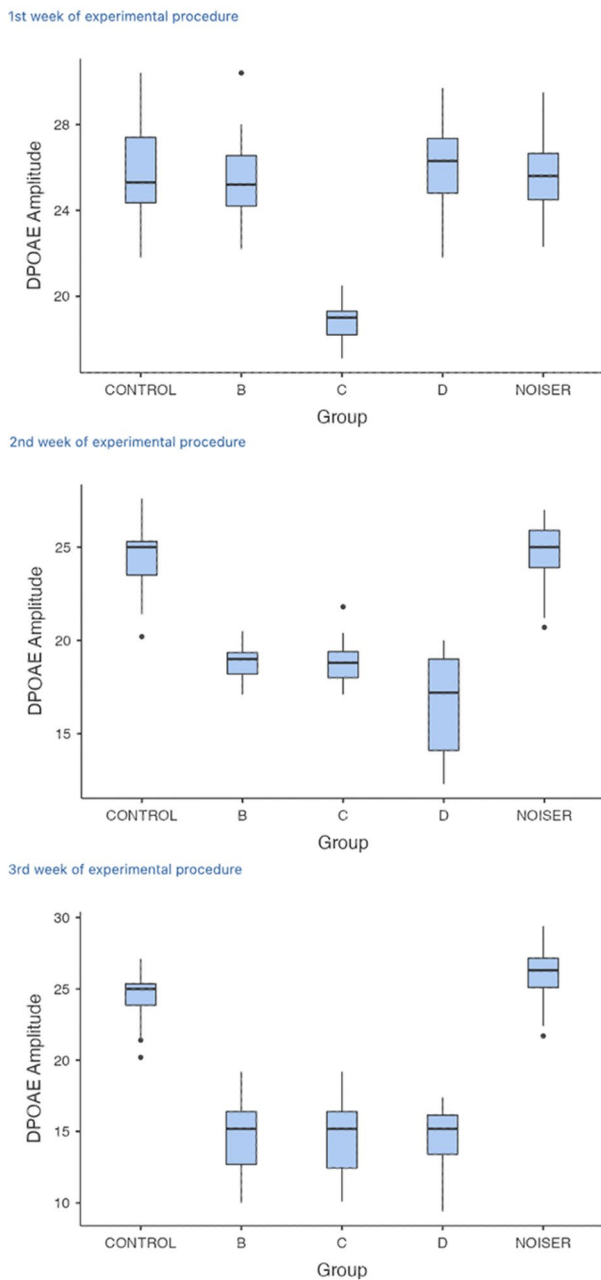 1st week of experimental procedure
28
24
20
DPOAE Amplitude
CONTROL B C D NOISER
Group
2nd week of experimental procedure
25
20
15
DPOAE Amplitude
CONTROL B C D NOISER
Group
3rd week of experimental procedure
30
25
20
15
10
DPOAE Amplitude
CONTROL B C D NOISER
Group